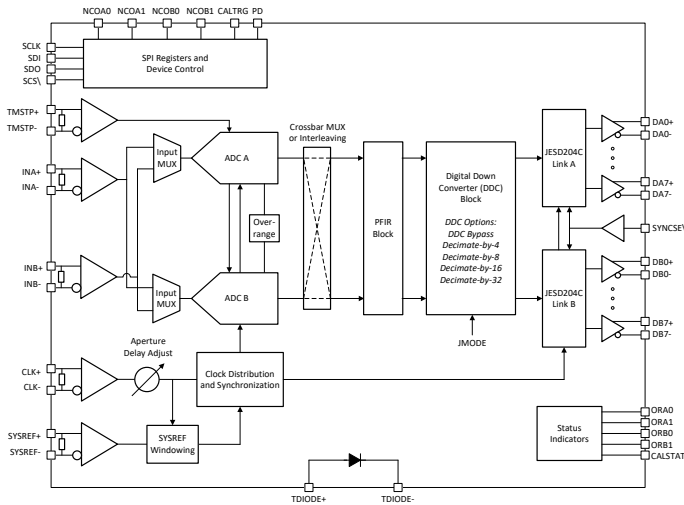 NCOA0 NCOA1 NCOB0 NCOB1 CALTRG PD
SCLK
SDI
SDO
SCS\
SPI Registers and
Device Control
TMSTP+
TMSTP-
INA+
INA-
Input
MUX
ADC A
Crossbar MUX
or Interleaving
Over-
range
PFIR
Block
Digital Down
Converter (DDC)
Block
DDC Options:
DDC Bypass
Decimate-by-4
Decimate-by-8
Decimate-by-16
Decimate-by-32
JMODE
JESD204C
Link A
DA0+
DA0-
DA7+
DA7-
SYNCSE\
INB+
INB-
Input
MUX
ADC B
JESD204C
Link B
DB0+
DB0-
DB7+
DB7-
Aperture
Delay Adjust
CLK+
CLK-
Clock Distribution
and Synchronization
SYSREF+
SYSREF-
SYSREF
Windowing
Status
Indicators
ORA0
ORA1
ORB0
ORB1
CALSTAT
TDIODE+
TDIODE-